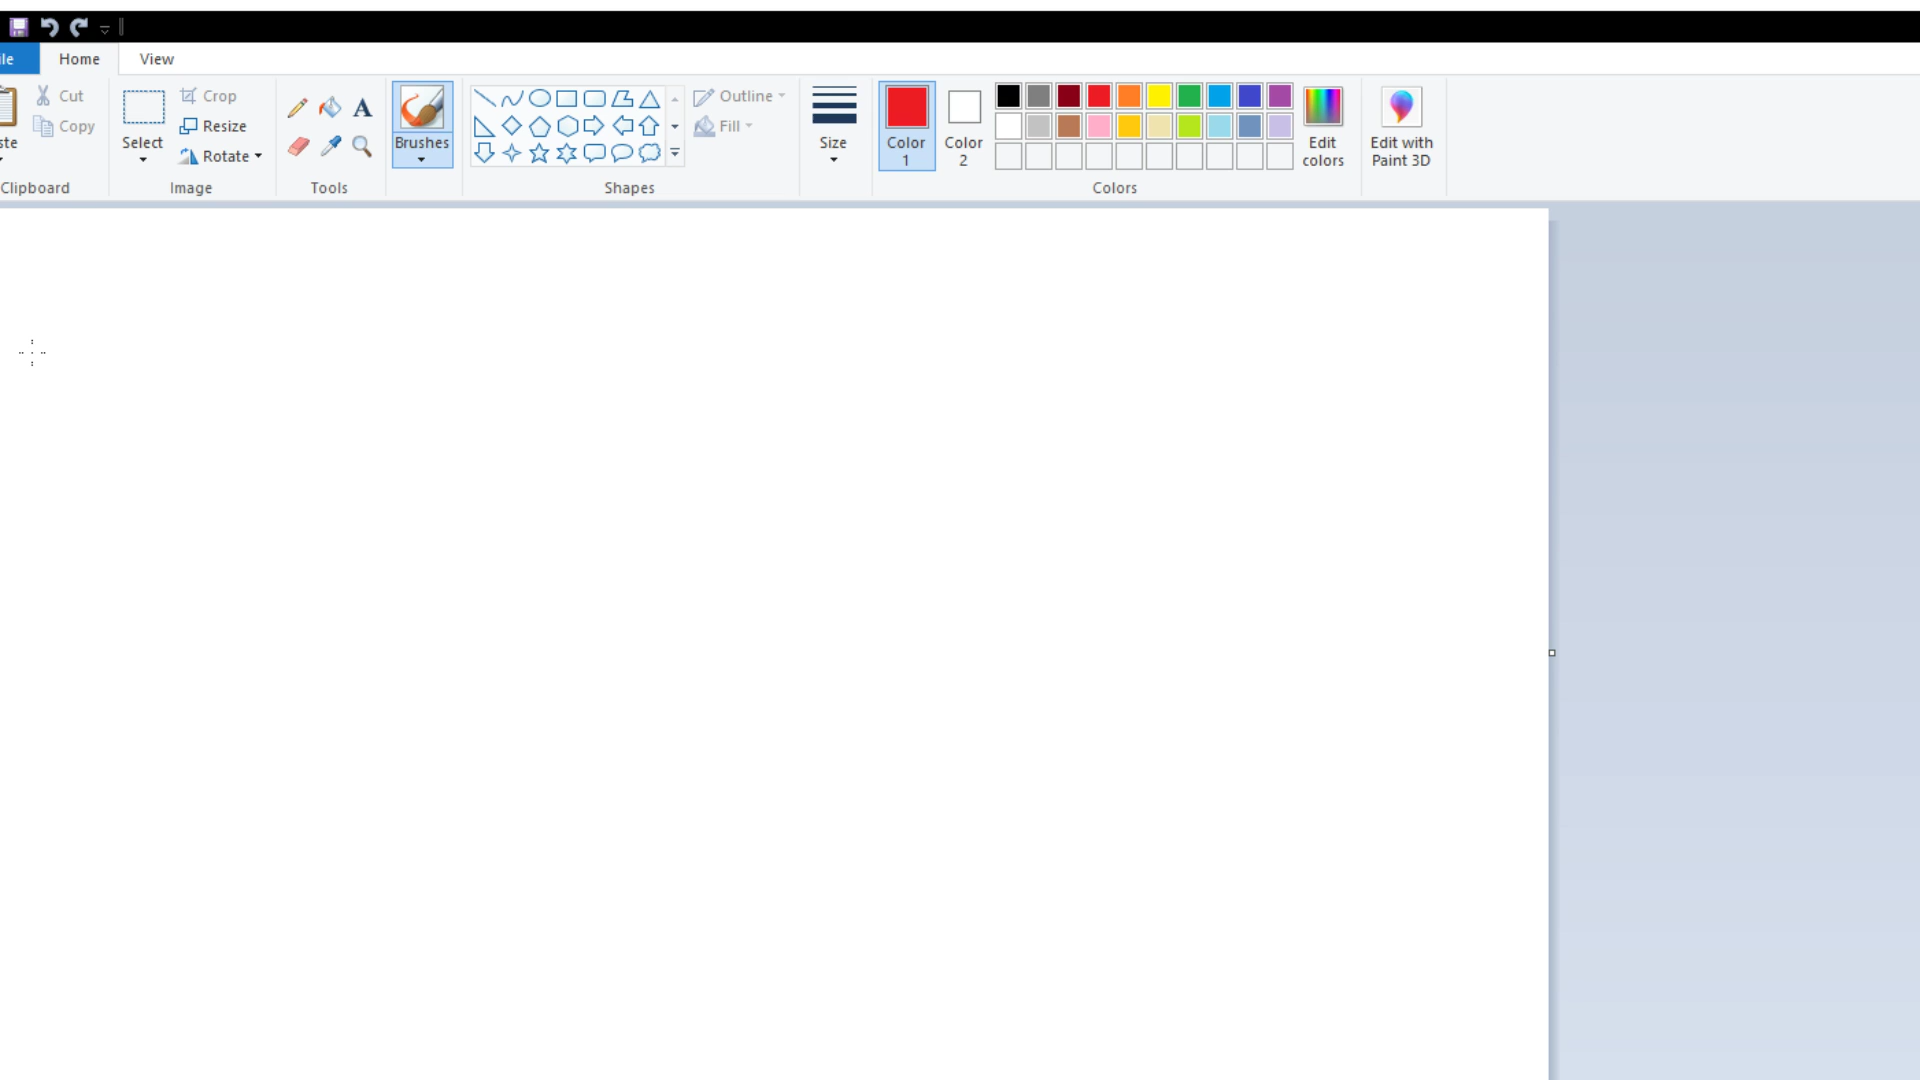 ile Home View
Cut
Copy
ste
Clipboard
Select
Crop
Resize
Rotate
Image
A
Tools
Brushes
Outline
Fill
Shapes
Size
Color
1
Color
2
Edit
colors
Colors
Edit with
Paint 3D